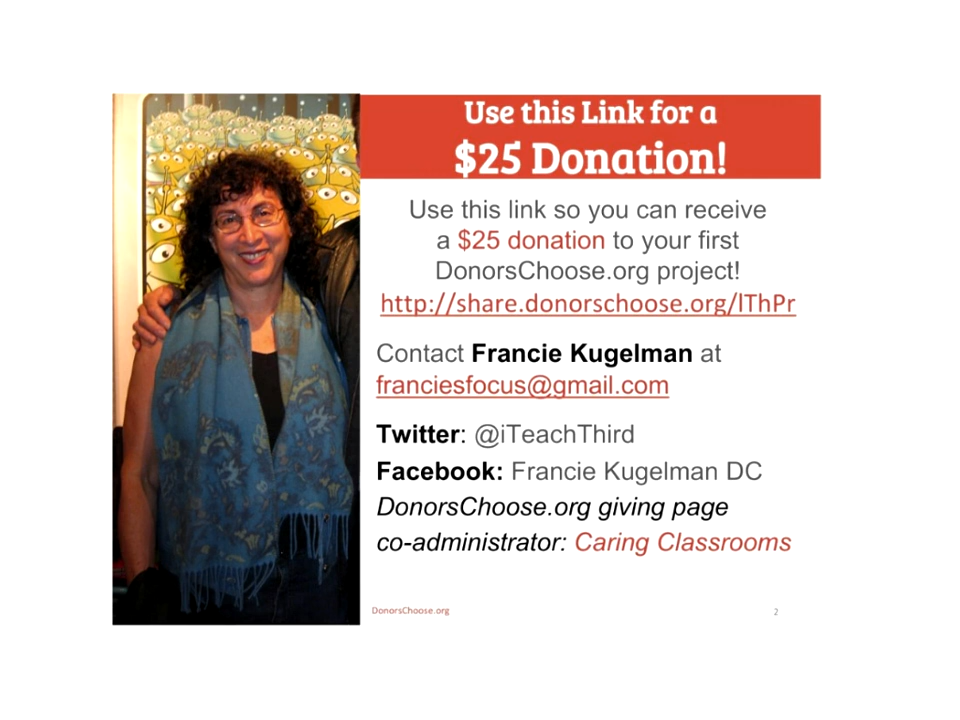 Use this Link for a
$25 Donation!
Use this link so you can receive
a $25 donation to your first
DonorsChoose.org project!
http://share.donorschoose.org/lThPr
Contact Francie Kugelman at
franciesfocus@gmail.com
Twitter: @iTeachThird
Facebook: Francie Kugelman DC
DonorsChoose.org giving page
co-administrator: Caring Classrooms
DonorsChoose.org
2